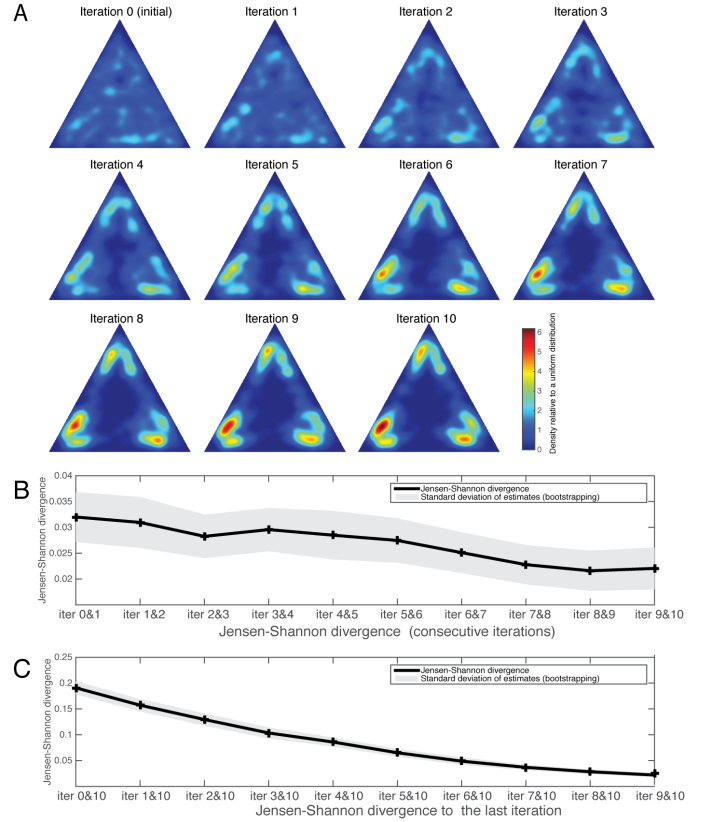 A
Iteration 0 (initial)
Iteration 1
Iteration 2
Iteration 3
Iteration 4
Iteration 5
Iteration 6
Iteration 7
Iteration 8
Iteration 9
Iteration 10
6
5
4
3
2
1
0
Density relative to a uniform distribution
B
Jensen-Shannon divergence
0.04
0.035
0.03
0.025
0.02
Jensen-Shannon divergence
Standard deviation of estimates (bootstrapping)
iter 0&1 iter 1&2 iter 2&3 iter 3&4 iter 4&5 iter 5&6 iter 6&7 iter 7&8 iter 8&9 iter 9&10
Jensen-Shannon divergence (consecutive iterations)
C
Jensen-Shannon divergence
0.25
0.2
0.15
0.1
0.05
Jensen-Shannon divergence
Standard deviation of estimates (bootstrapping)
iter 0&10 iter 1&10 iter 2&10 iter 3&10 iter 4&10 iter 5&10 iter 6&10 iter 7&10 iter 8&10 iter 9&10
Jensen-Shannon divergence to the last iteration